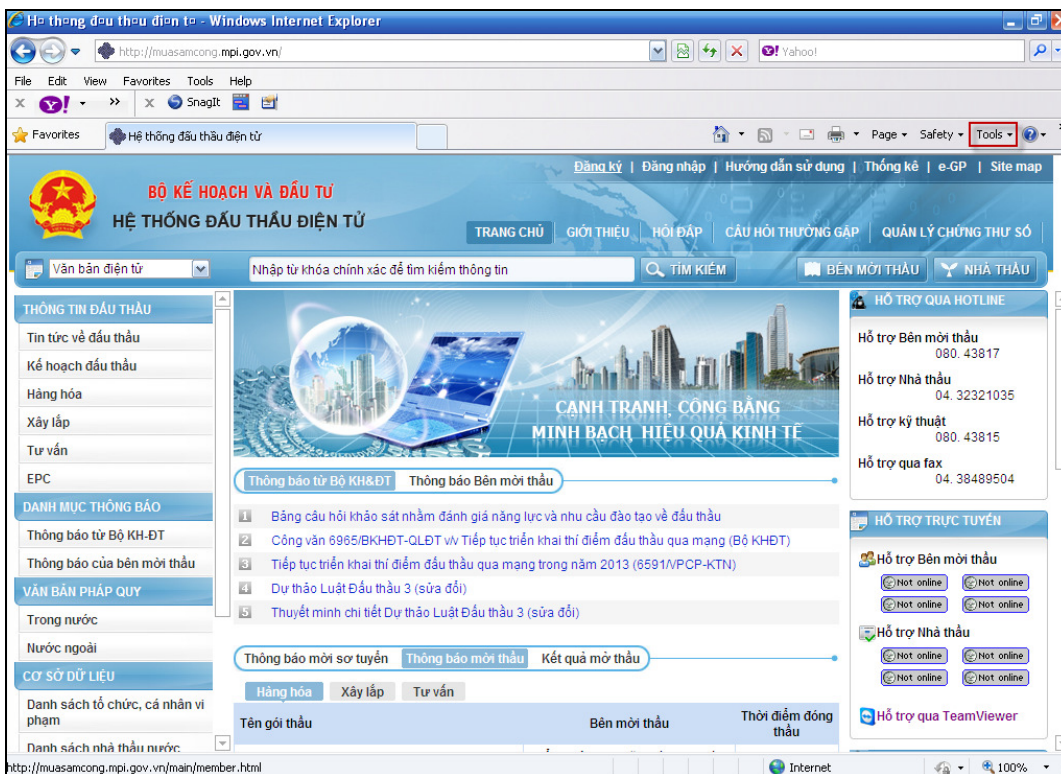 H¤ th¤ng đ¤u th¤u đi¤n t¤ - Windows Internet Explorer
http://muasamcong.mpi.gov.vn/
Yahoo!
File Edit View Favorites Tools Help
x Y! » x SnagIt
Favorites Hệ thống đấu thầu điện tử Page Safety Tools
Đăng ký | Đăng nhập | Hướng dẫn sử dụng | Thống kê | e-GP | Site map
BỘ KẾ HOẠCH VÀ ĐẦU TƯ
HỆ THỐNG ĐẤU THẦU ĐIỆN TỬ
TRANG CHỦ GIỚI THIỆU HỎI ĐÁP CÂU HỎI THƯỜNG GẶP QUẢN LÝ CHỨNG THƯ SỐ
Văn bản điện tử Nhập từ khóa chính xác để tìm kiếm thông tin TÌM KIẾM BÊN MỜI THẦU NHÀ THẦU
THÔNG TIN ĐẤU THẦU
Tin tức về đấu thầu
Kế hoạch đấu thầu
Hàng hóa
Xây lắp
Tư vấn
EPC
DANH MỤC THÔNG BÁO
Thông báo từ Bộ KH-ĐT
Thông báo của bên mời thầu
VĂN BẢN PHÁP QUY
Trong nước
Nước ngoài
CƠ SỞ DỮ LIỆU
Danh sách tổ chức, cá nhân vi
phạm
Danh sách nhà thầu nước
CẠNH TRANH, CÔNG BẰNG
MINH BẠCH, HIỆU QUẢ KINH TẾ
Thông báo từ Bộ KH&ĐT Thông báo Bên mời thầu
1 Bảng câu hỏi khảo sát nhằm đánh giá năng lực và nhu cầu đào tạo về đấu thầu
2 Công văn 6965/BKHĐT-QLĐT v/v Tiếp tục triển khai thí điểm đấu thầu qua mạng (Bộ KHĐT)
3 Tiếp tục triển khai thí điểm đấu thầu qua mạng trong năm 2013 (6591/VPCP-KTN)
4 Dự thảo Luật Đấu thầu 3 (sửa đổi)
5 Thuyết minh chi tiết Dự thảo Luật Đấu thầu 3 (sửa đổi)
Thông báo mời sơ tuyển Thông báo mời thầu Kết quả mở thầu
Hàng hóa Xây lắp Tư vấn
Tên gói thầu Bên mời thầu Thời điểm đóng
thầu
HỖ TRỢ QUA HOTLINE
Hỗ trợ Bên mời thầu
080. 43817
Hỗ trợ Nhà thầu
04. 32321035
Hỗ trợ kỹ thuật
080. 43815
Hỗ trợ qua fax
04. 38489504
HỖ TRỢ TRỰC TUYẾN
Hỗ trợ Bên mời thầu
Not online Not online
Not online Not online
Hỗ trợ Nhà thầu
Not online Not online
Not online Not online
Hỗ trợ qua TeamViewer
http://muasamcong.mpi.gov.vn/main/member.html Internet 100%